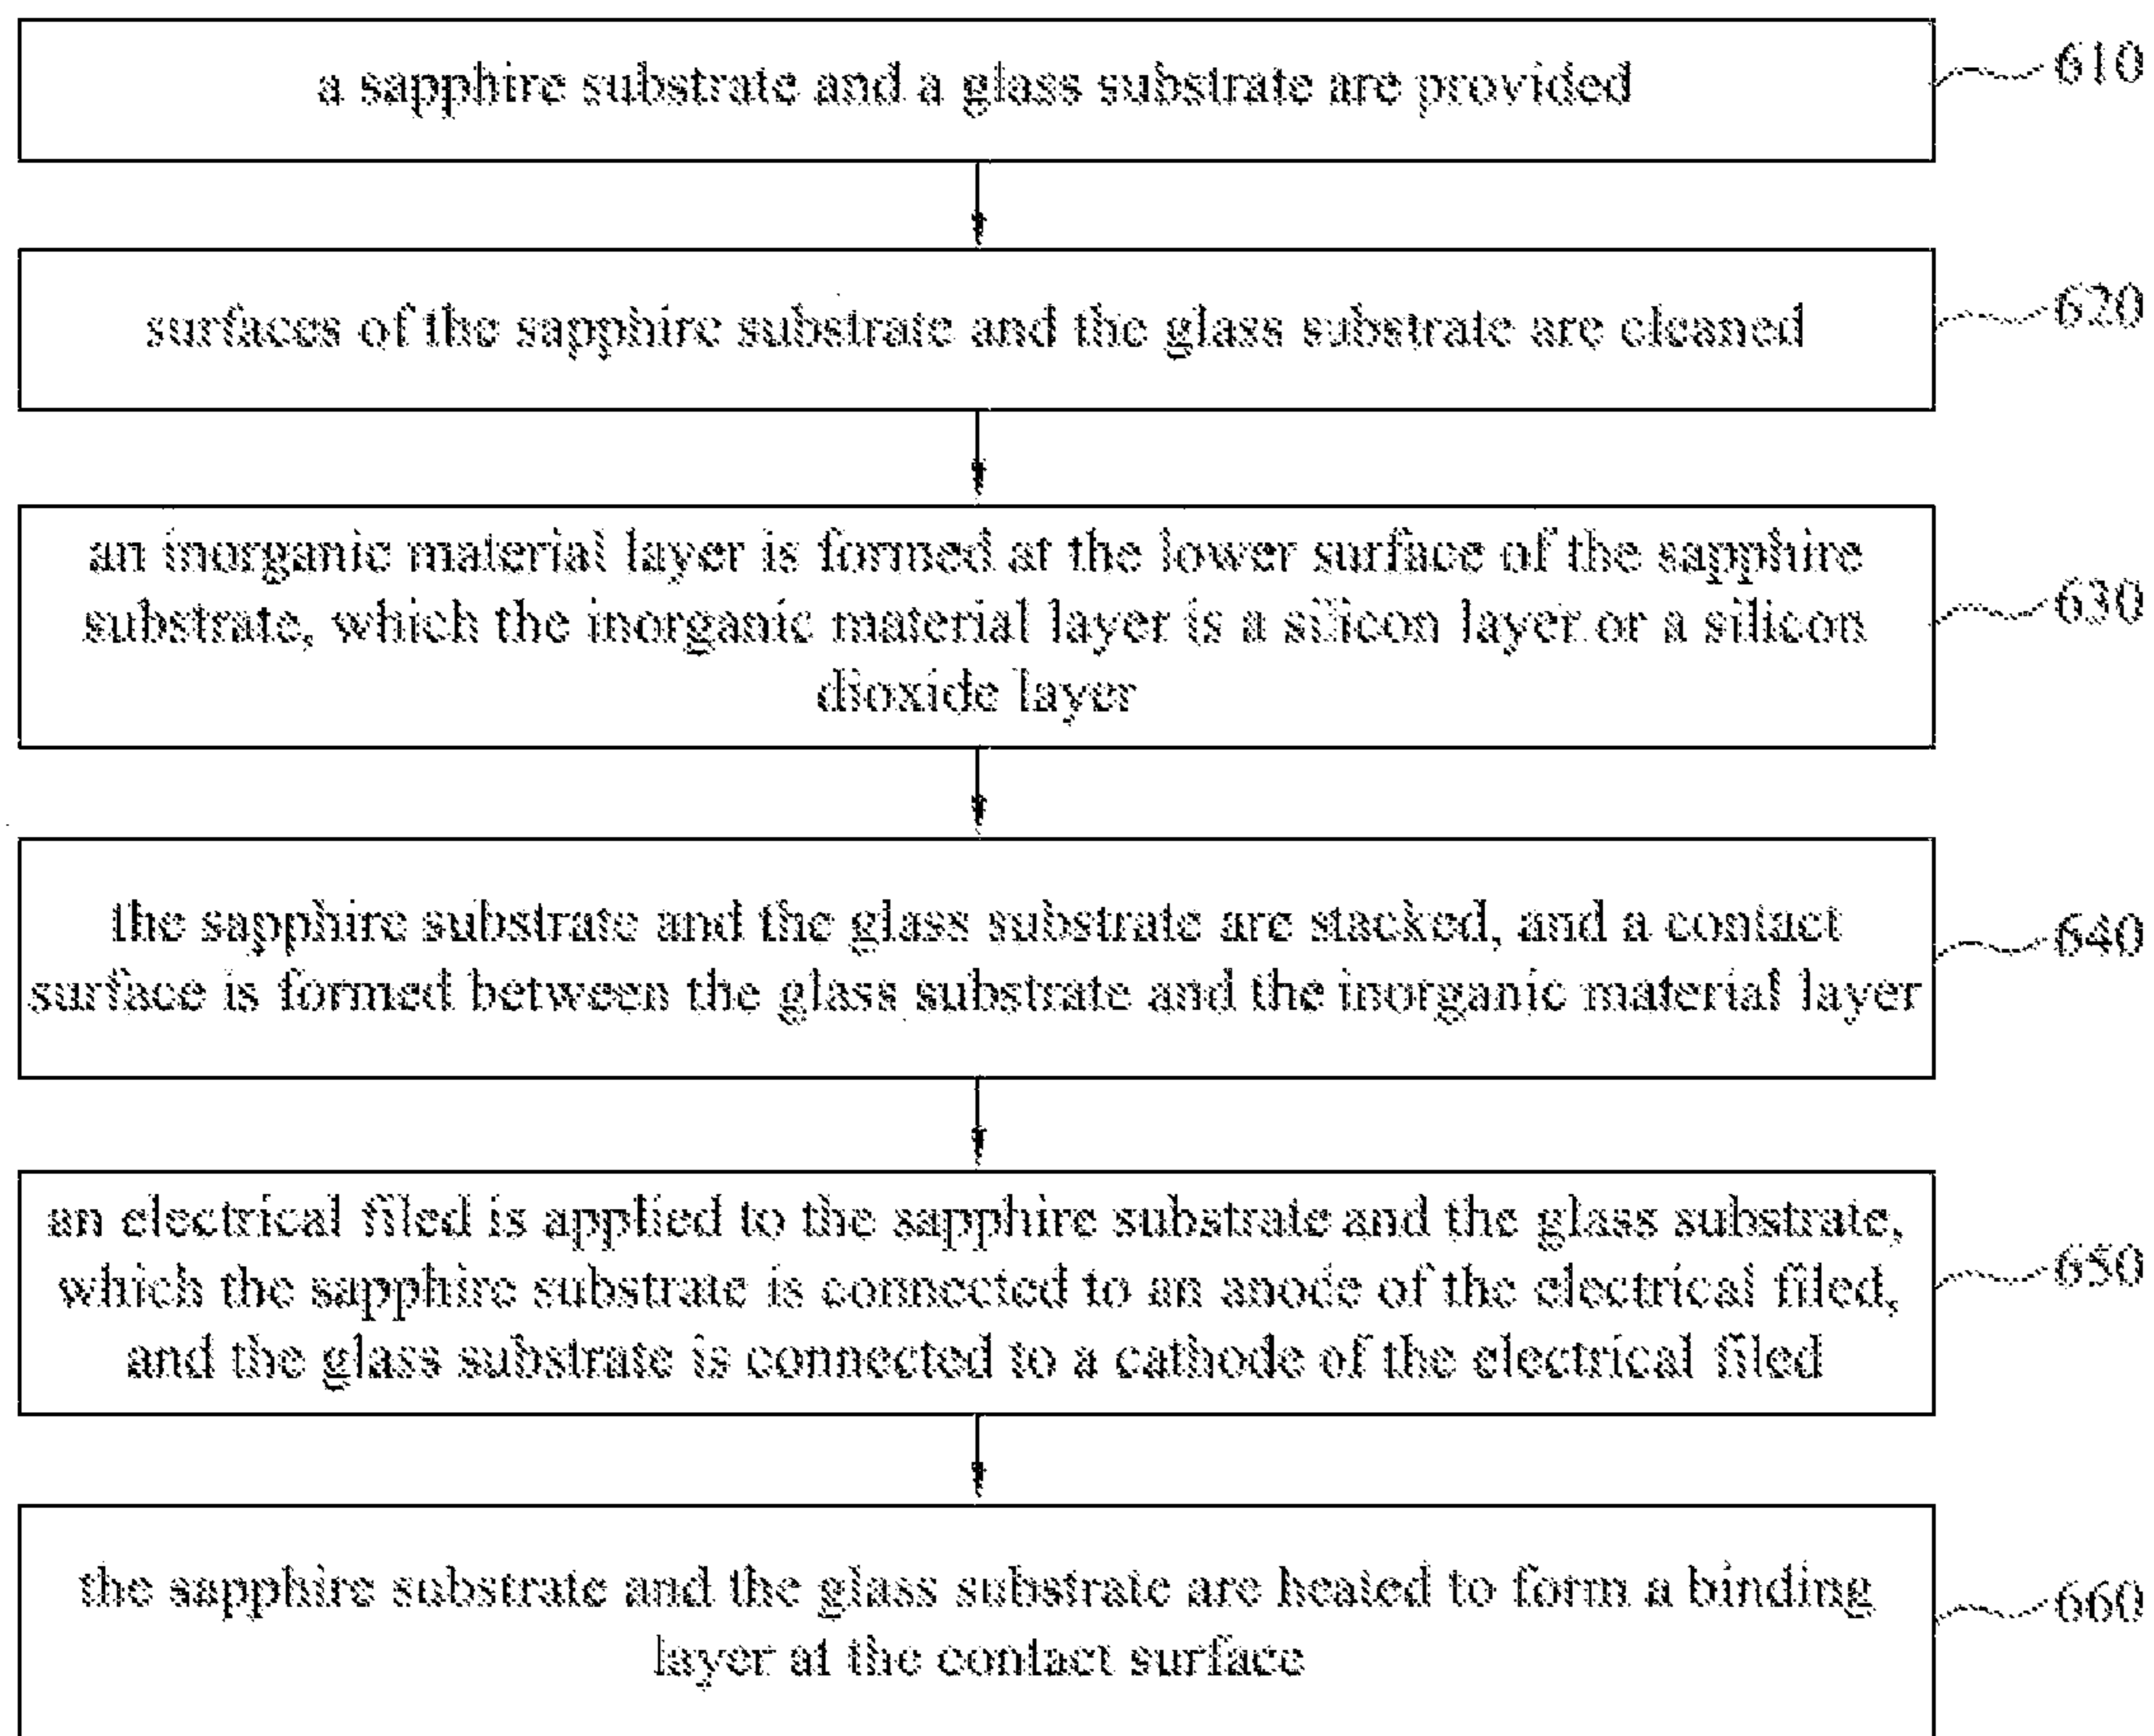 a sapphire substrate and a glass substrate are provided
610
surfaces of the sapphire substrate and the glass substrate are cleaned
620
an inorganic material layer is formed at the lower surface of the sapphire
substrate, which the inorganic material layer is a silicon layer or a silicon
dioxide layer
630
the sapphire substrate and the glass substrate are stacked, and a contact
surface is formed between the glass substrate and the inorganic material layer
640
an electrical filed is applied to the sapphire substrate and the glass substrate,
which the sapphire substrate is connected to an anode of the electrical filed,
and the glass substrate is connected to a cathode of the electrical filed
650
the sapphire substrate and the glass substrate are heated to form a binding
layer at the contact surface
660